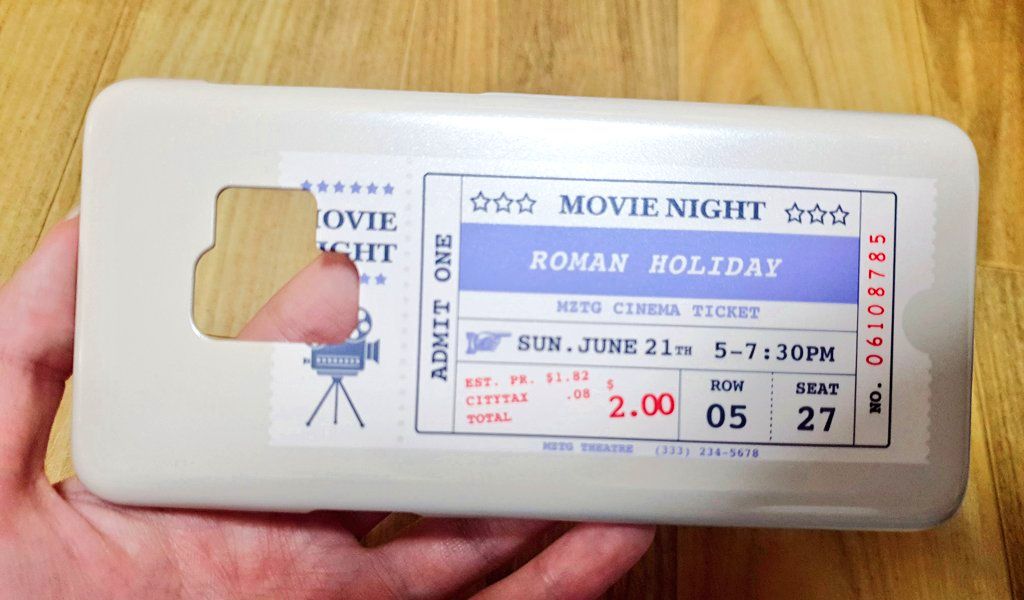 MOVIE
NIGHT
ADMIT ONE
MOVIE NIGHT
ROMAN HOLIDAY
MZTG CINEMA TICKET
SUN.JUNE 21TH 5-7:30PM
EST. PR. $1.82
CITYTAX .08
TOTAL
$ 2.00
ROW
05
SEAT
27
NO. 06108785
MZTG THEATRE (333) 234-5678